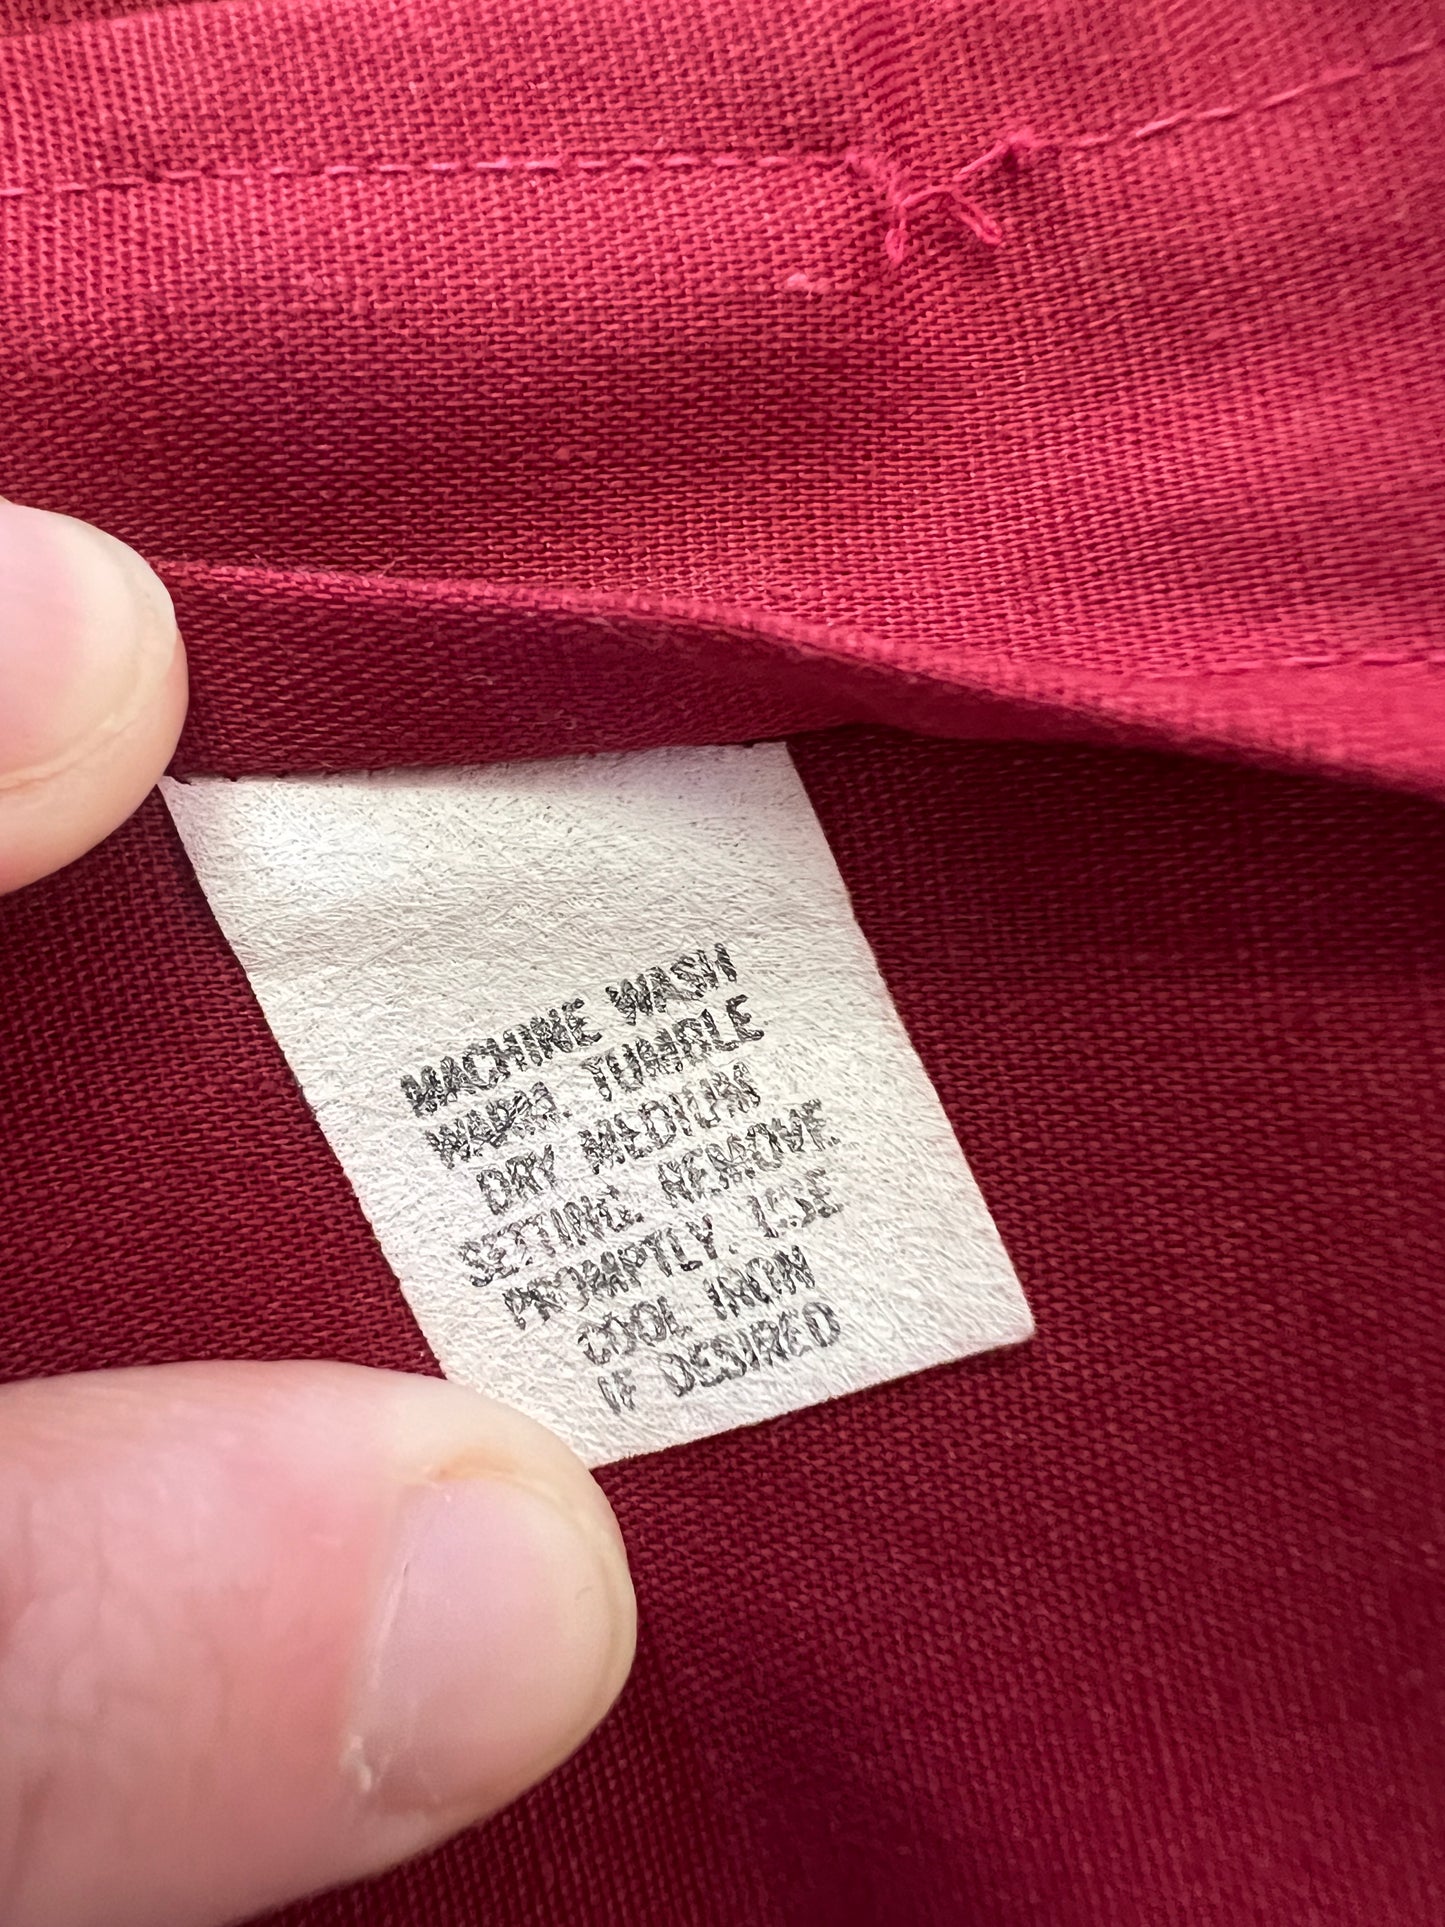 MACHINE WASH
WARM. TUMBLE
DRY MEDIUM
SETTING. REMOVE
PROMPTLY. USE
COOL IRON
IF DESIRED